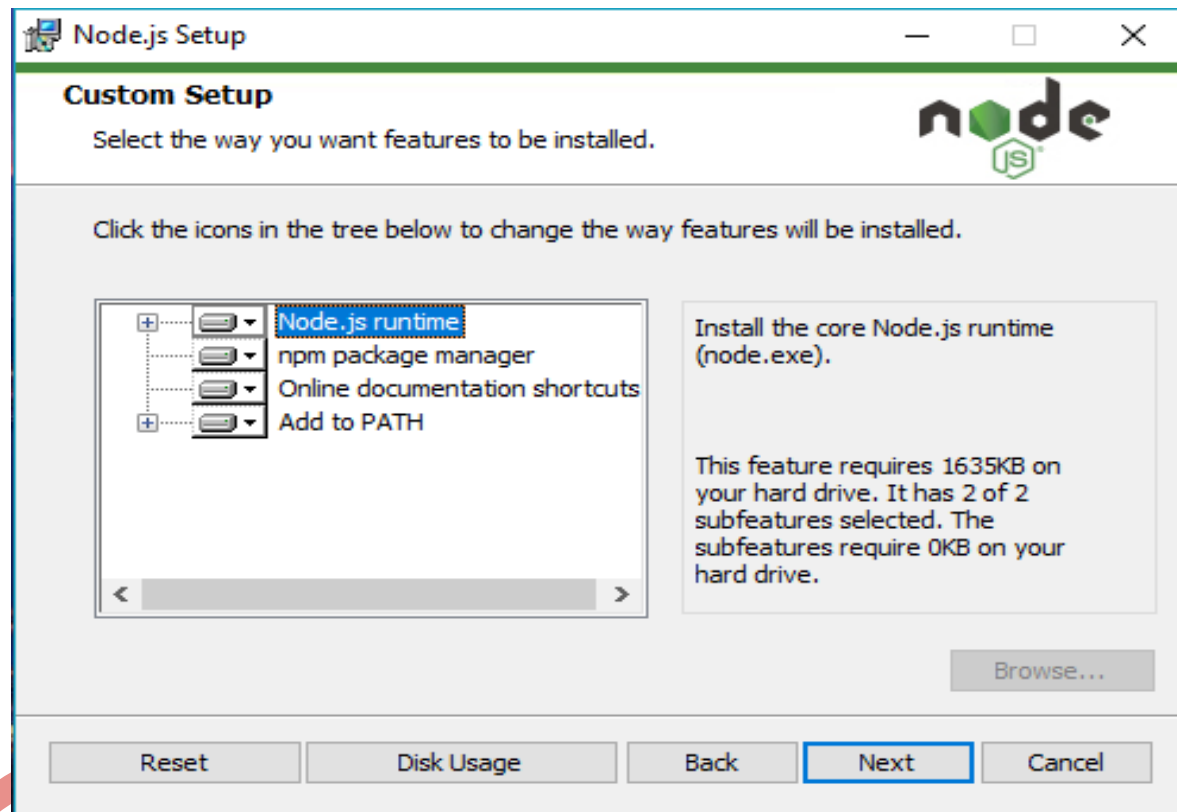 Node.js Setup
Custom Setup
Select the way you want features to be installed.
node
JS
Click the icons in the tree below to change the way features will be installed.
Node.js runtime
npm package manager
Online documentation shortcuts
Add to PATH
Install the core Node.js runtime
(node.exe).
This feature requires 1635KB on
your hard drive. It has 2 of 2
subfeatures selected. The
subfeatures require 0KB on your
hard drive.
Browse...
Reset
Disk Usage
Back
Next
Cancel